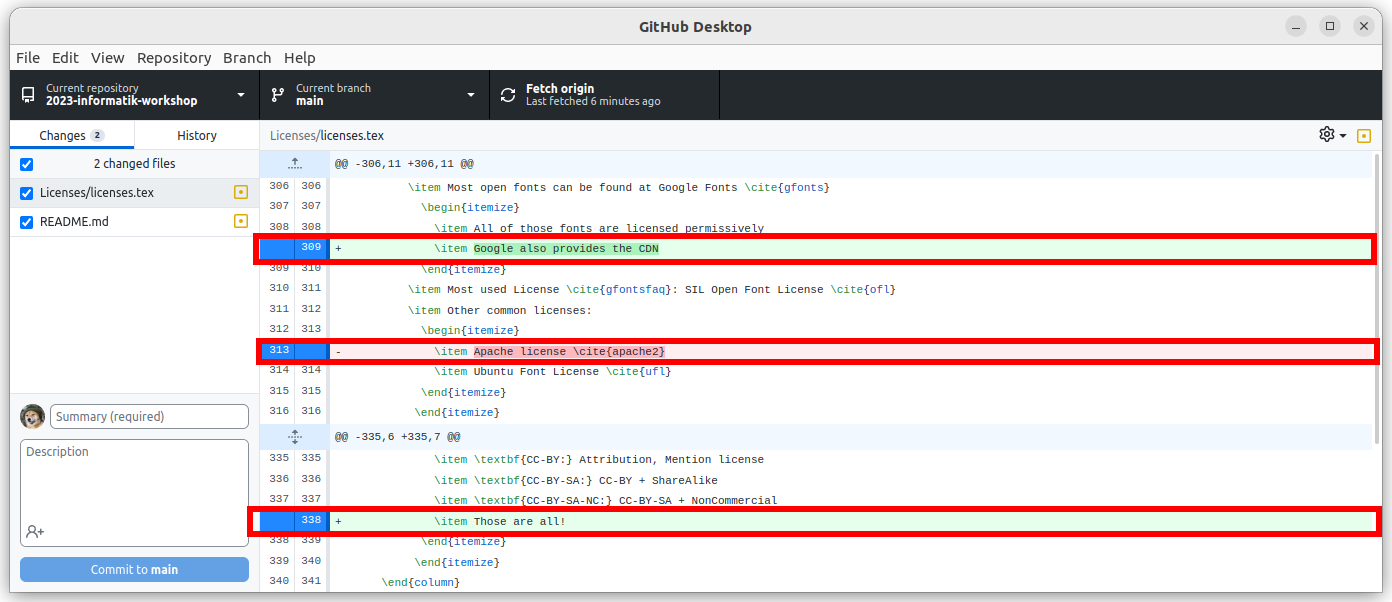 GitHub Desktop
File Edit View Repository Branch Help
Current repository
2023-informatik-workshop
Current branch
main
Fetch origin
Last fetched 6 minutes ago
Changes 2
History
Licenses/licenses.tex
2 changed files
Licenses/licenses.tex
README.md
Summary (required)
Description
Commit to main
@@ -306,11 +306,11 @@
306 306 \item Most open fonts can be found at Google Fonts \cite{gfonts}
307 307 \begin{itemize}
308 308 \item All of those fonts are licensed permissively
309 + \item Google also provides the CDN
309 310 \end{itemize}
310 311 \item Most used License \cite{gfontsfaq}: SIL Open Font License \cite{ofl}
311 312 \item Other common licenses:
312 313 \begin{itemize}
313 - \item Apache license \cite{apache2}
314 314 \item Ubuntu Font License \cite{ufl}
315 315 \end{itemize}
316 316 \end{itemize}
@@ -335,6 +335,7 @@
335 335 \item \textbf{CC-BY:} Attribution, Mention license
336 336 \item \textbf{CC-BY-SA:} CC-BY + ShareAlike
337 337 \item \textbf{CC-BY-SA-NC:} CC-BY-SA + NonCommercial
338 + \item Those are all!
338 339 \end{itemize}
339 340 \end{itemize}
340 341 \end{column}